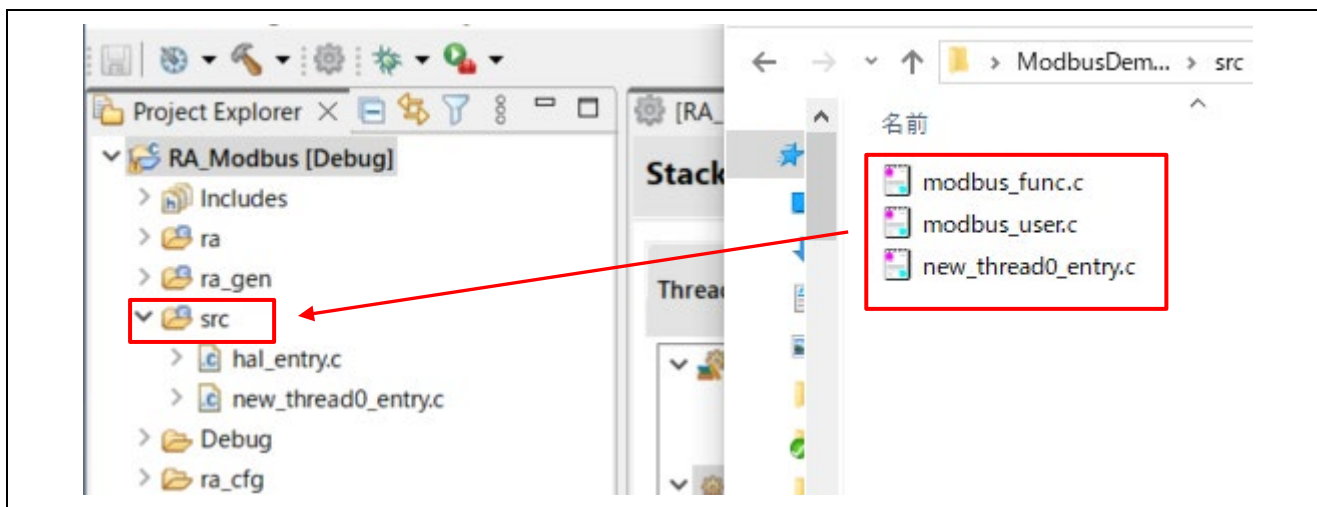 Project Explorer
RA_Modbus [Debug]
Includes
ra
ra_gen
src
hal_entry.c
new_thread0_entry.c
Debug
ra_cfg
[RA_
Stack
Threa
ModbusDem... > src
名前
modbus_func.c
modbus_user.c
new_thread0_entry.c